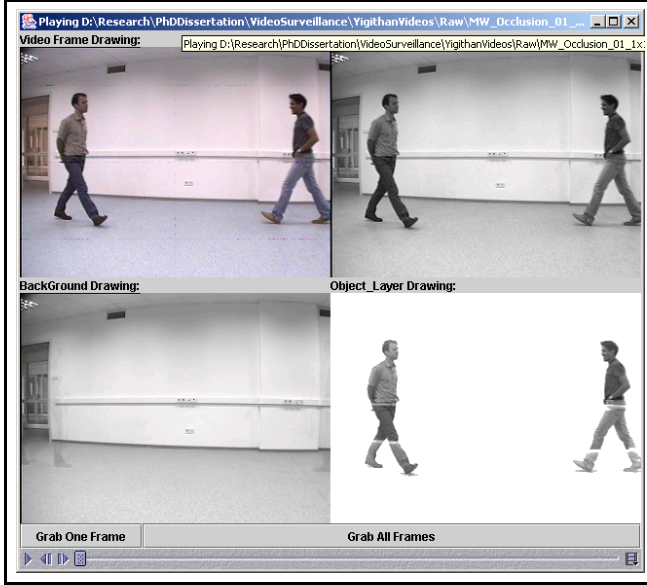 Playing D:\Research\PhDDissertation\VideoSurveillance\YigithanVideos\Raw\MW_Occlusion_01_...
Video Frame Drawing:
Playing D:\Research\PhDDissertation\VideoSurveillance\YigithanVideos\Raw\MW_Occlusion_01_1x1
BackGround Drawing:
Object_Layer Drawing:
Grab One Frame
Grab All Frames